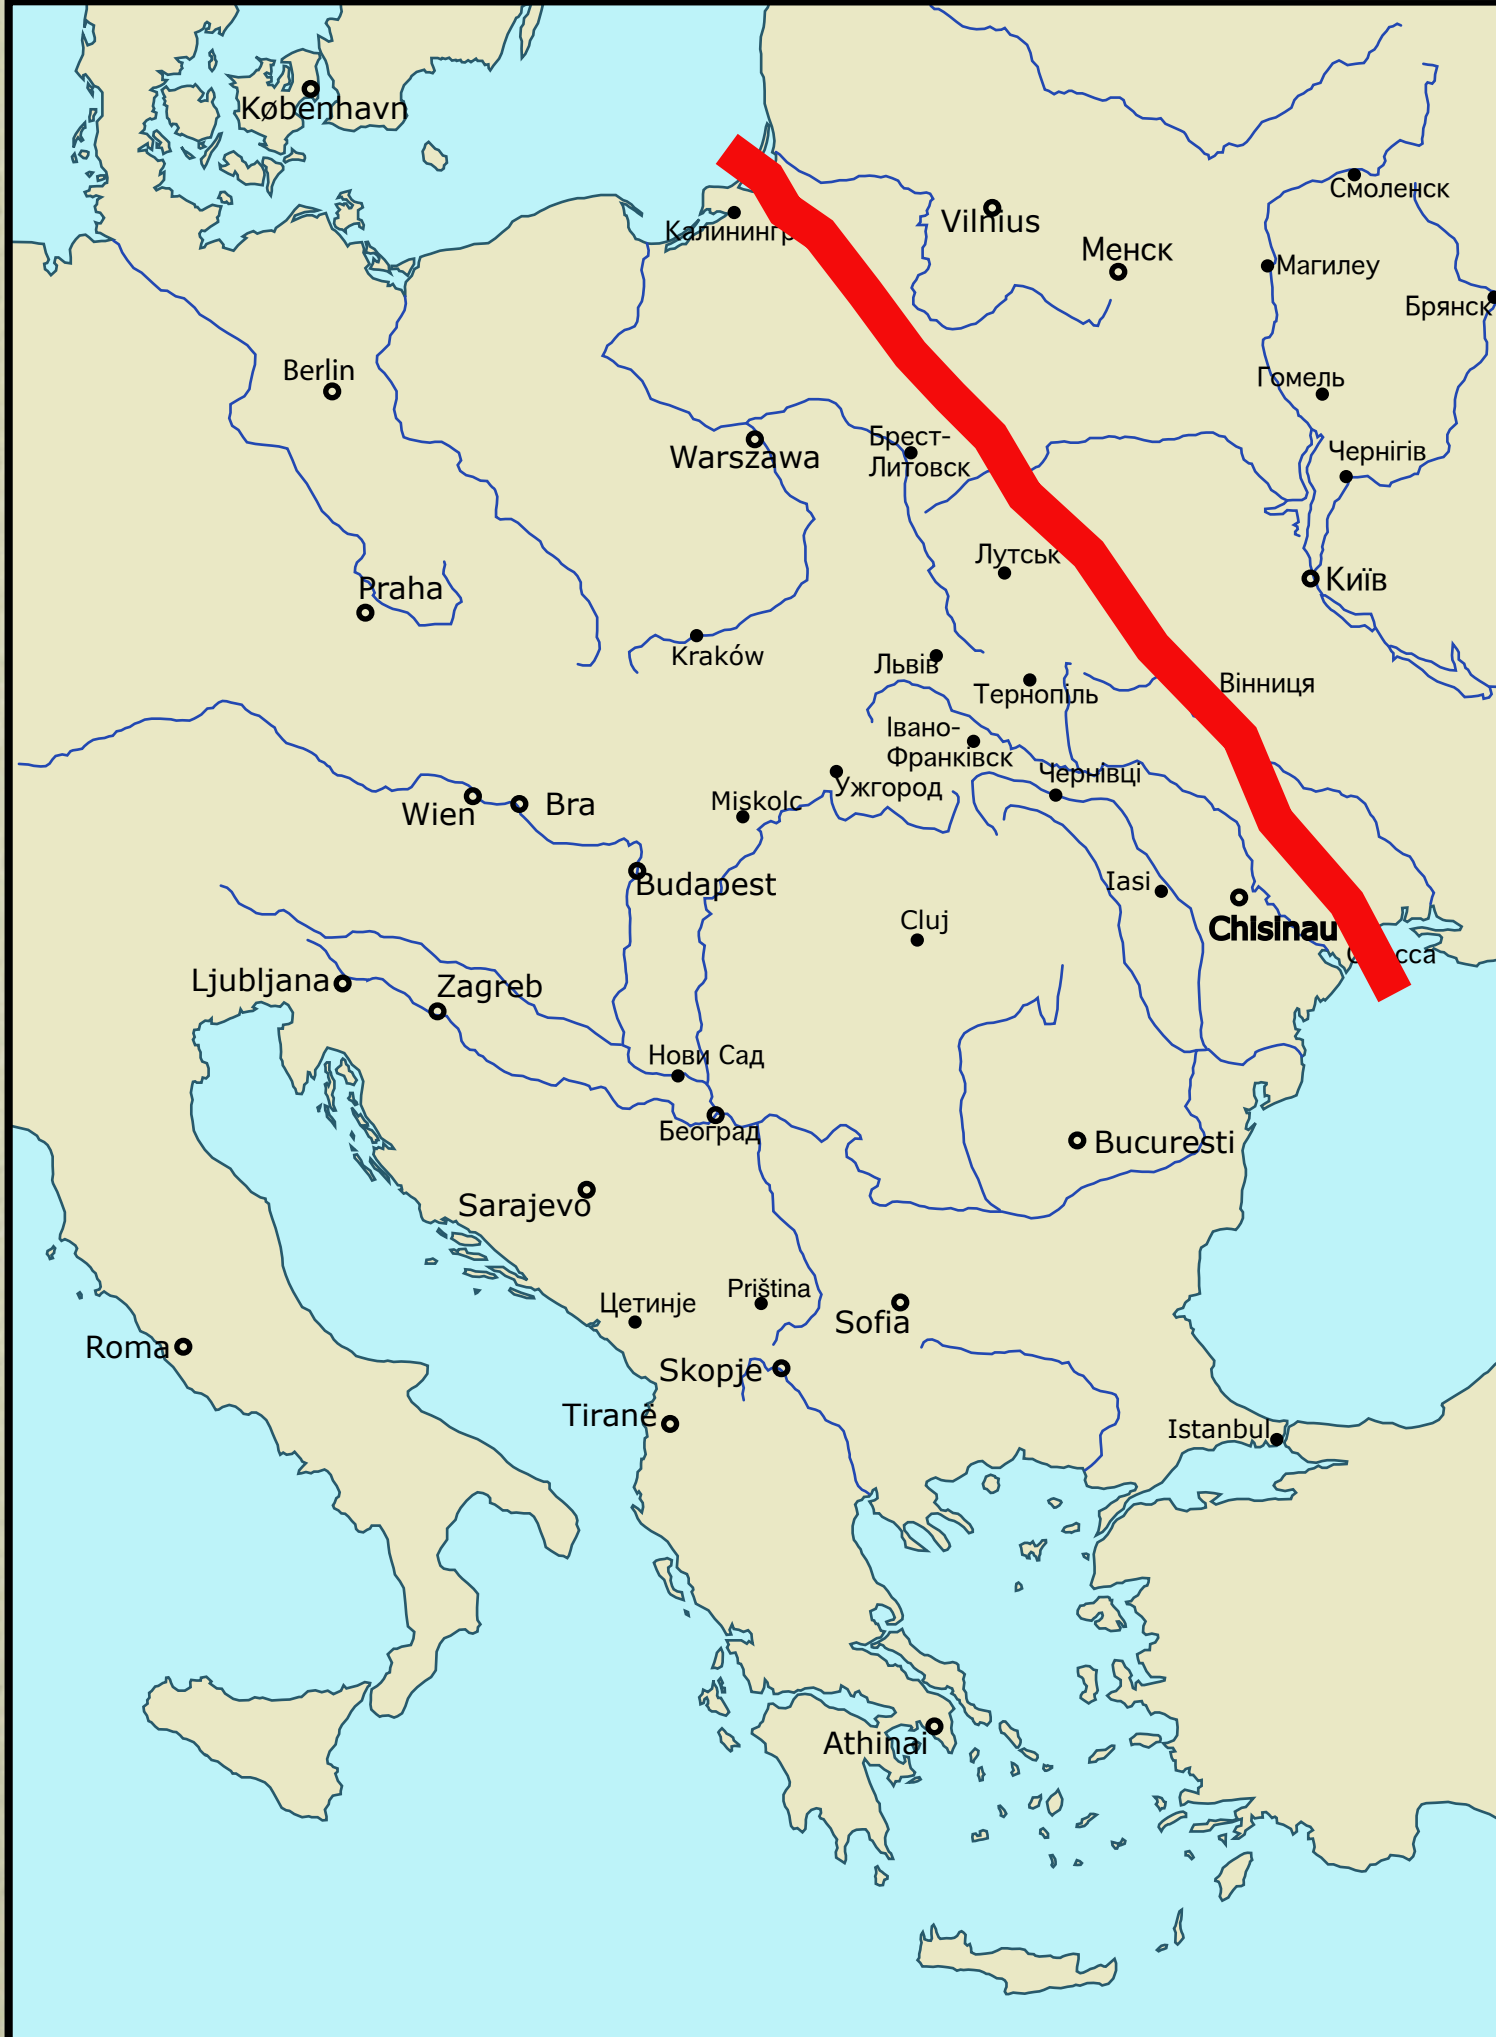 København
Смоленск
Vilnius
Калинингр
Менск
Магилеу
Брянск
Berlin
Гомель
Warszawa
Брест-
Литовск
Чернігів
Лутськ
Київ
Praha
Kraków
Львів
Тернопіль
Вінниця
Івано-
Франківск
Чернівці
Ужгород
Miskolc
Wien
Bra
Budapest
Iasi
Cluj
Chisinau
Ljubljana
Zagreb
Нови Сад
Београд
Bucuresti
Sarajevo
Priština
Цетинје
Sofia
Roma
Skopje
Tiranë
Istanbul
Athinai